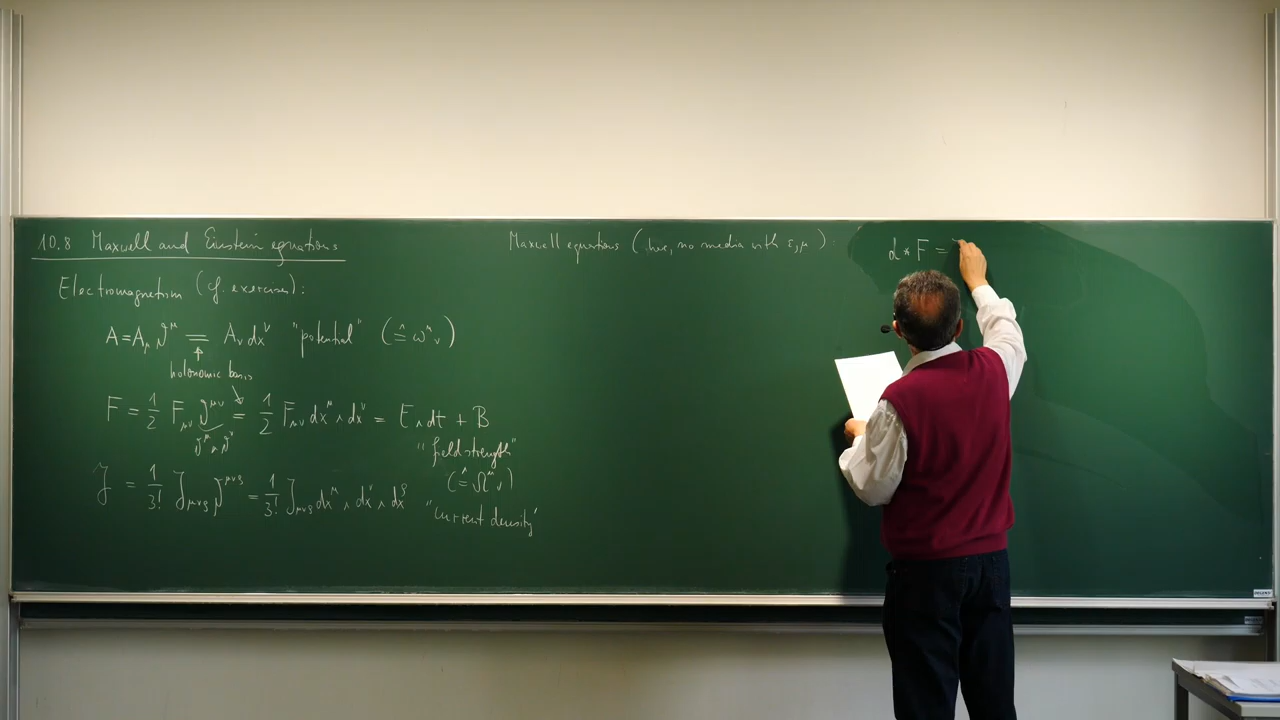 10.8 Maxwell and Einstein equations
Electromagnetism (cf. exercises):
A = A_μ ϑ^μ = A_ν dx^ν "potential" (≙ ω^μ_ν)
↑
holonomic basis
F = 1/2 F_μν ϑ^μν = 1/2 F_μν dx^μ ∧ dx^ν = E ∧ dt + B
ϑ^μ ∧ ϑ^ν
"fieldstrength"
(≙ Ω^μ_ν)
J = 1/3! J_μνρ ϑ^μνρ = 1/3! J_μνρ dx^μ ∧ dx^ν ∧ dx^ρ
"current density"
Maxwell equations (here, no media with ε, μ):
d * F =